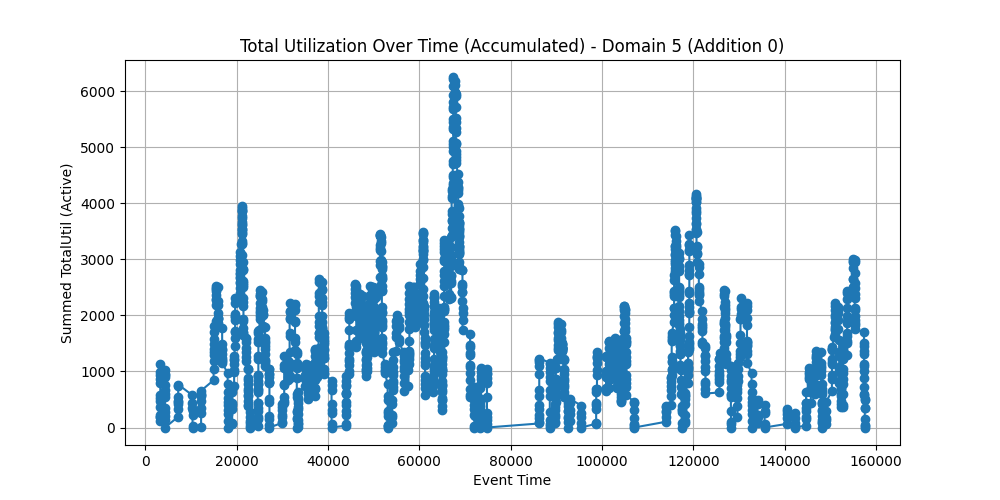 Total Utilization Over Time (Accumulated) - Domain 5 (Addition 0)
6000
5000
4000
3000
2000
1000
0
Summed TotalUtil (Active)
0 20000 40000 60000 80000 100000 120000 140000 160000
Event Time